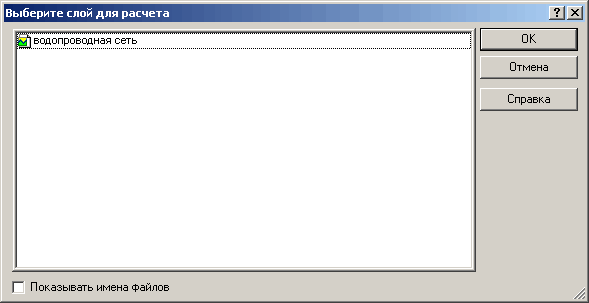 Выберите слой для расчета
водопроводная сеть
OK
Отмена
Справка
Показывать имена файлов